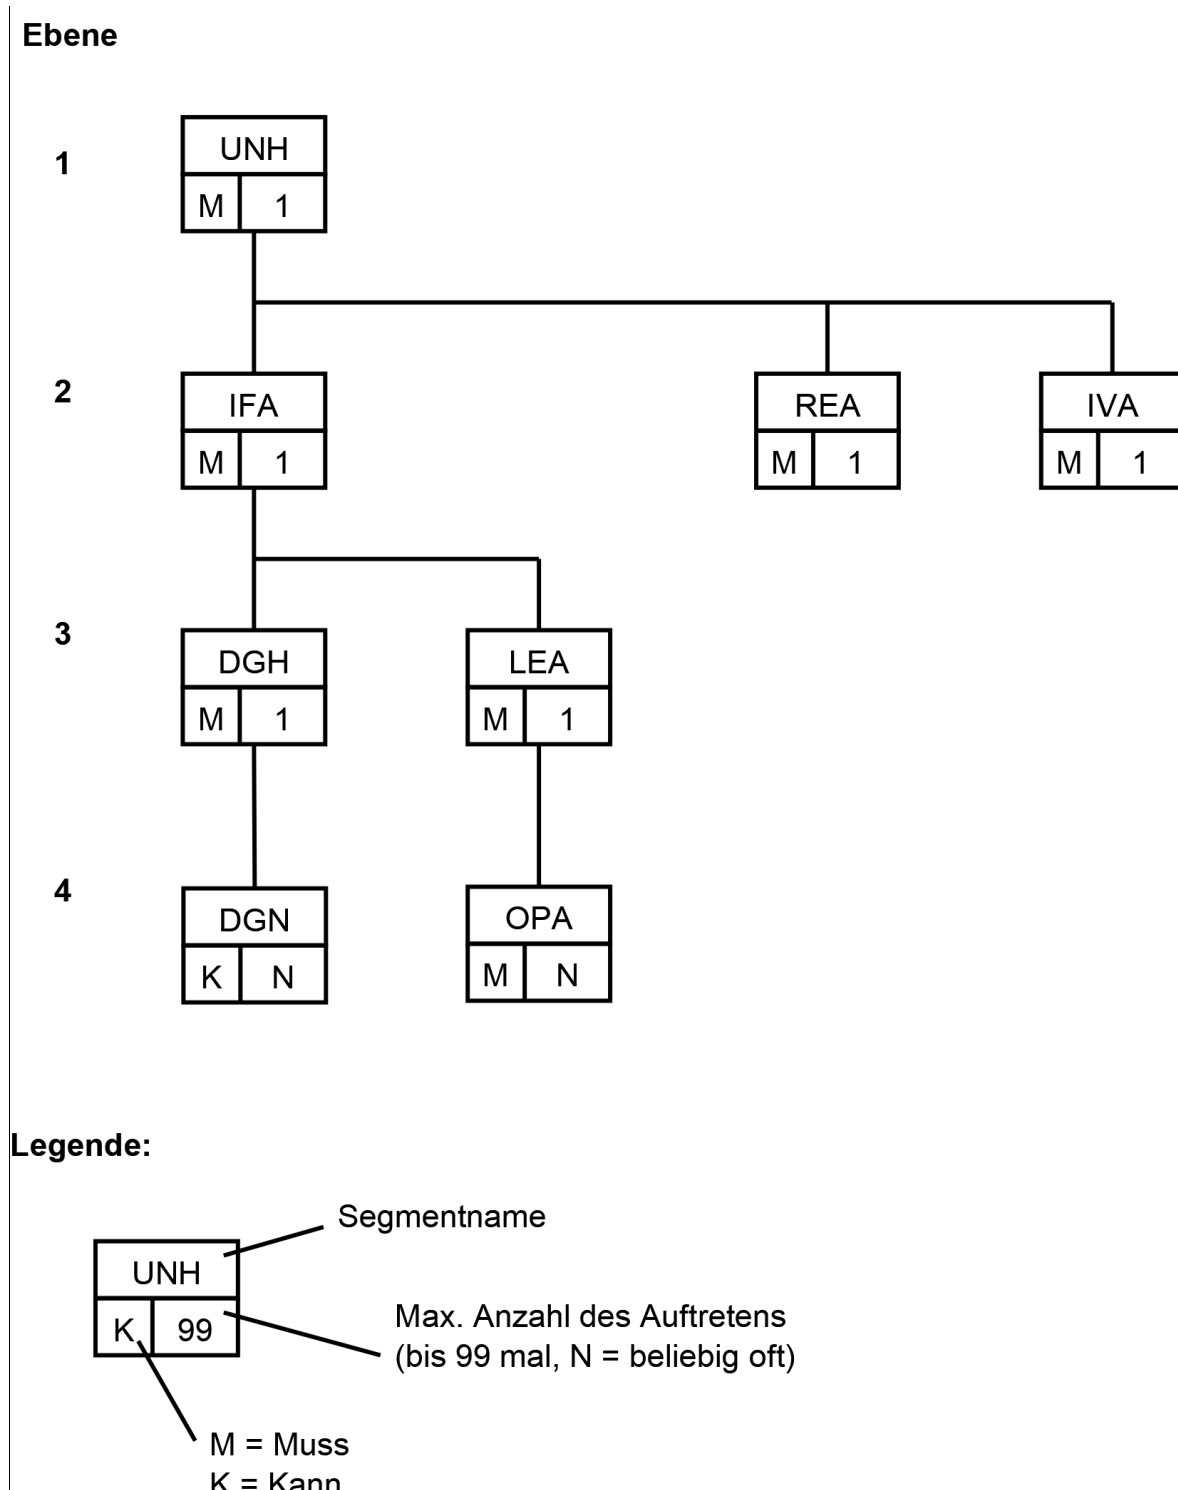 Ebene
1
UNH
M 1
2
IFA
M 1
REA
M 1
IVA
M 1
3
DGH
M 1
LEA
M 1
4
DGN
K N
OPA
M N
Legende:
Segmentname
UNH
K 99
Max. Anzahl des Auftretens
(bis 99 mal, N = beliebig oft)
M = Muss
K = Kann